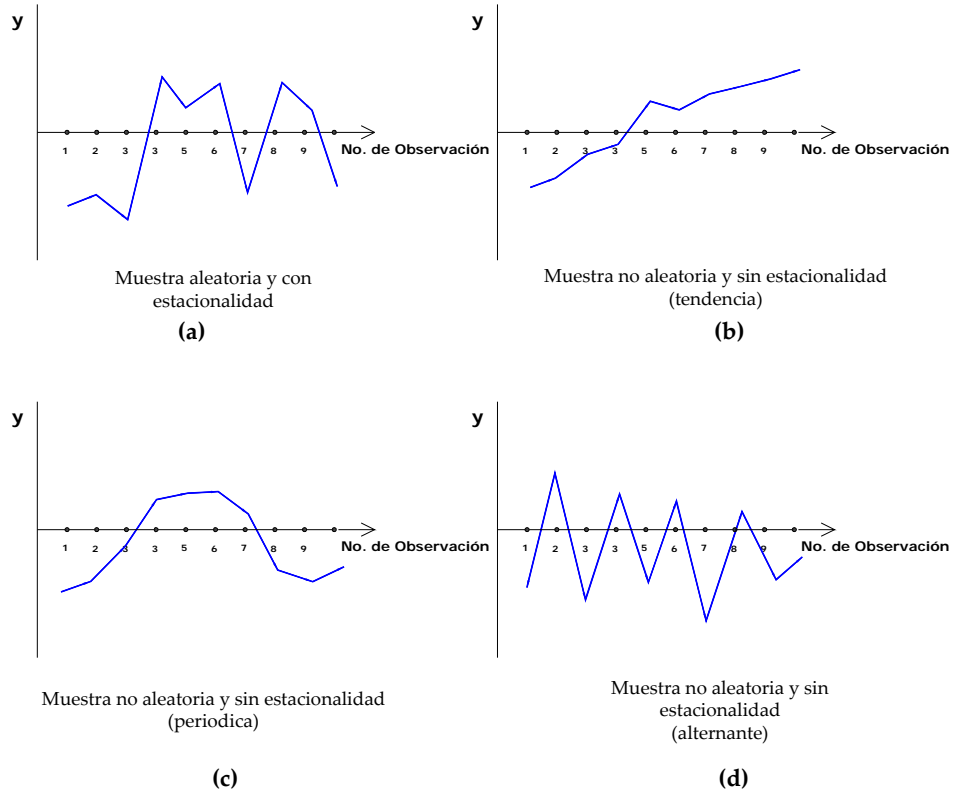 y
1 2 3 3 5 6 7 8 9 No. de Observación
Muestra aleatoria y con
estacionalidad
(a)
y
1 2 3 3 5 6 7 8 9 No. de Observación
Muestra no aleatoria y sin estacionalidad
(tendencia)
(b)
y
1 2 3 3 5 6 7 8 9 No. de Observación
Muestra no aleatoria y sin estacionalidad
(periodica)
(c)
y
1 2 3 3 5 6 7 8 9 No. de Observación
Muestra no aleatoria y sin
estacionalidad
(alternante)
(d)